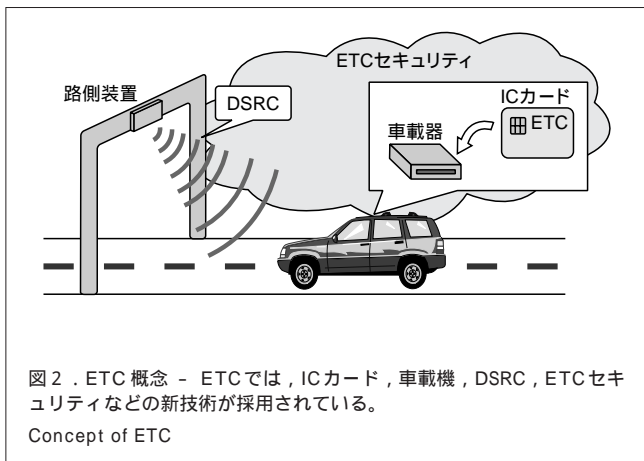 ETCセキュリティ
路側装置
DSRC
ICカード
ETC
車載器
図2．ETC 概念 － ETCでは，ICカード，車載機，DSRC，ETCセキ
ュリティなどの新技術が採用されている。
Concept of ETC